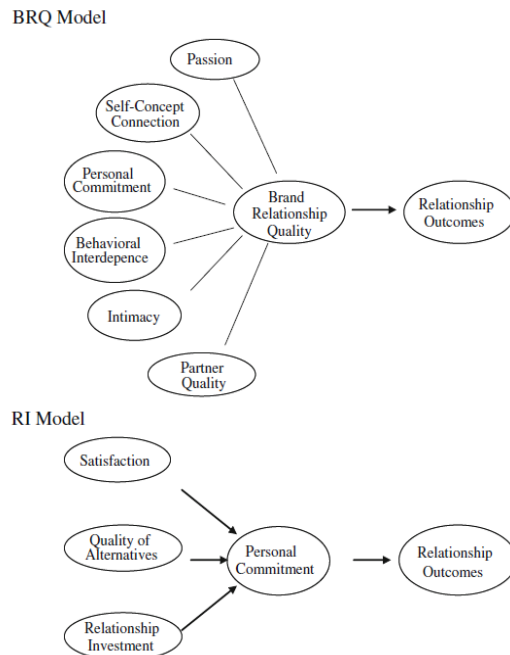 BRQ Model
Passion
Self-Concept
Connection
Personal
Commitment
Brand
Relationship
Quality
Relationship
Outcomes
Behavioral
Interdepence
Intimacy
Partner
Quality
RI Model
Satisfaction
Quality of
Alternatives
Personal
Commitment
Relationship
Outcomes
Relationship
Investment